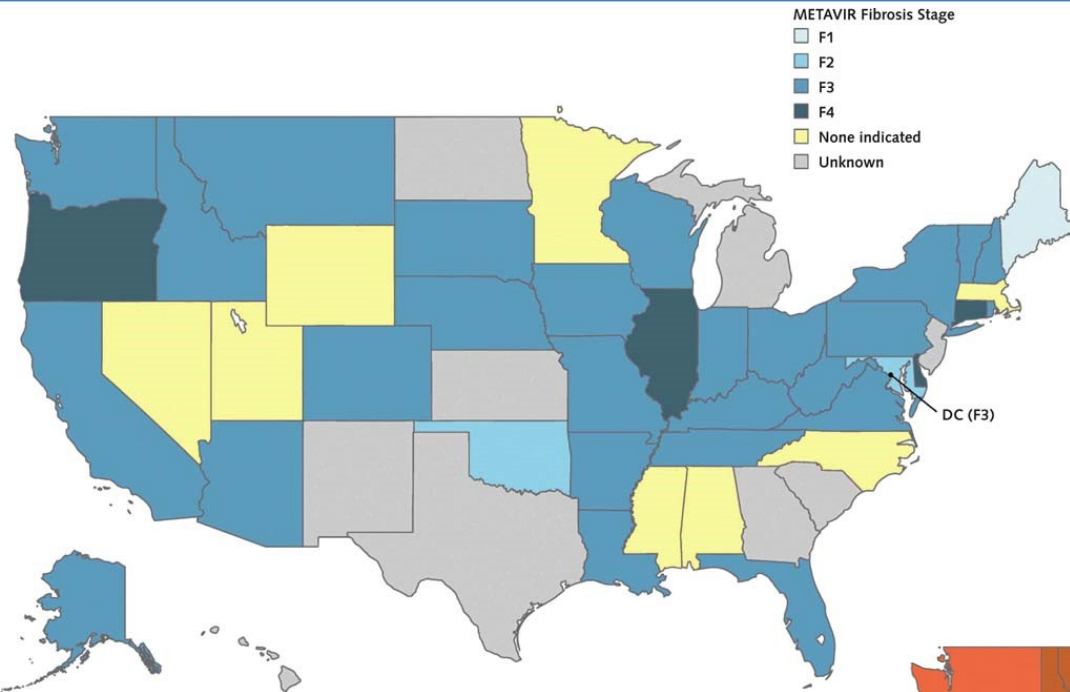 METAVIR Fibrosis Stage
F1
F2
F3
F4
None indicated
Unknown
DC (F3)